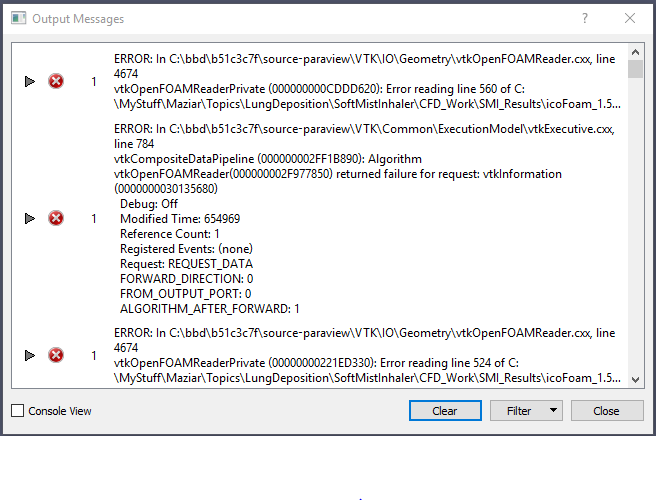 Output Messages
ERROR: In C:\bbd\b51c3c7f\source-paraview\VTK\IO\Geometry\vtkOpenFOAMReader.cxx, line
4674
1
vtkOpenFOAMReaderPrivate (000000000CDDD620): Error reading line 560 of C:
\MyStuff\Maziar\Topics\LungDeposition\SoftMistInhaler\CFD_Work\SMI_Results\icoFoam_1.5...
ERROR: In C:\bbd\b51c3c7f\source-paraview\VTK\Common\ExecutionModel\vtkExecutive.cxx,
line 784
vtkCompositeDataPipeline (000000002FF1B890): Algorithm
vtkOpenFOAMReader(000000002F977850) returned failure for request: vtkInformation
(0000000030135680)
Debug: Off
1
Modified Time: 654969
Reference Count: 1
Registered Events: (none)
Request: REQUEST_DATA
FORWARD_DIRECTION: 0
FROM_OUTPUT_PORT: 0
ALGORITHM_AFTER_FORWARD: 1
ERROR: In C:\bbd\b51c3c7f\source-paraview\VTK\IO\Geometry\vtkOpenFOAMReader.cxx, line
4674
1
vtkOpenFOAMReaderPrivate (00000000221ED330): Error reading line 524 of C:
\MyStuff\Maziar\Topics\LungDeposition\SoftMistInhaler\CFD_Work\SMI_Results\icoFoam_1.5...
Console View
Clear
Filter
Close